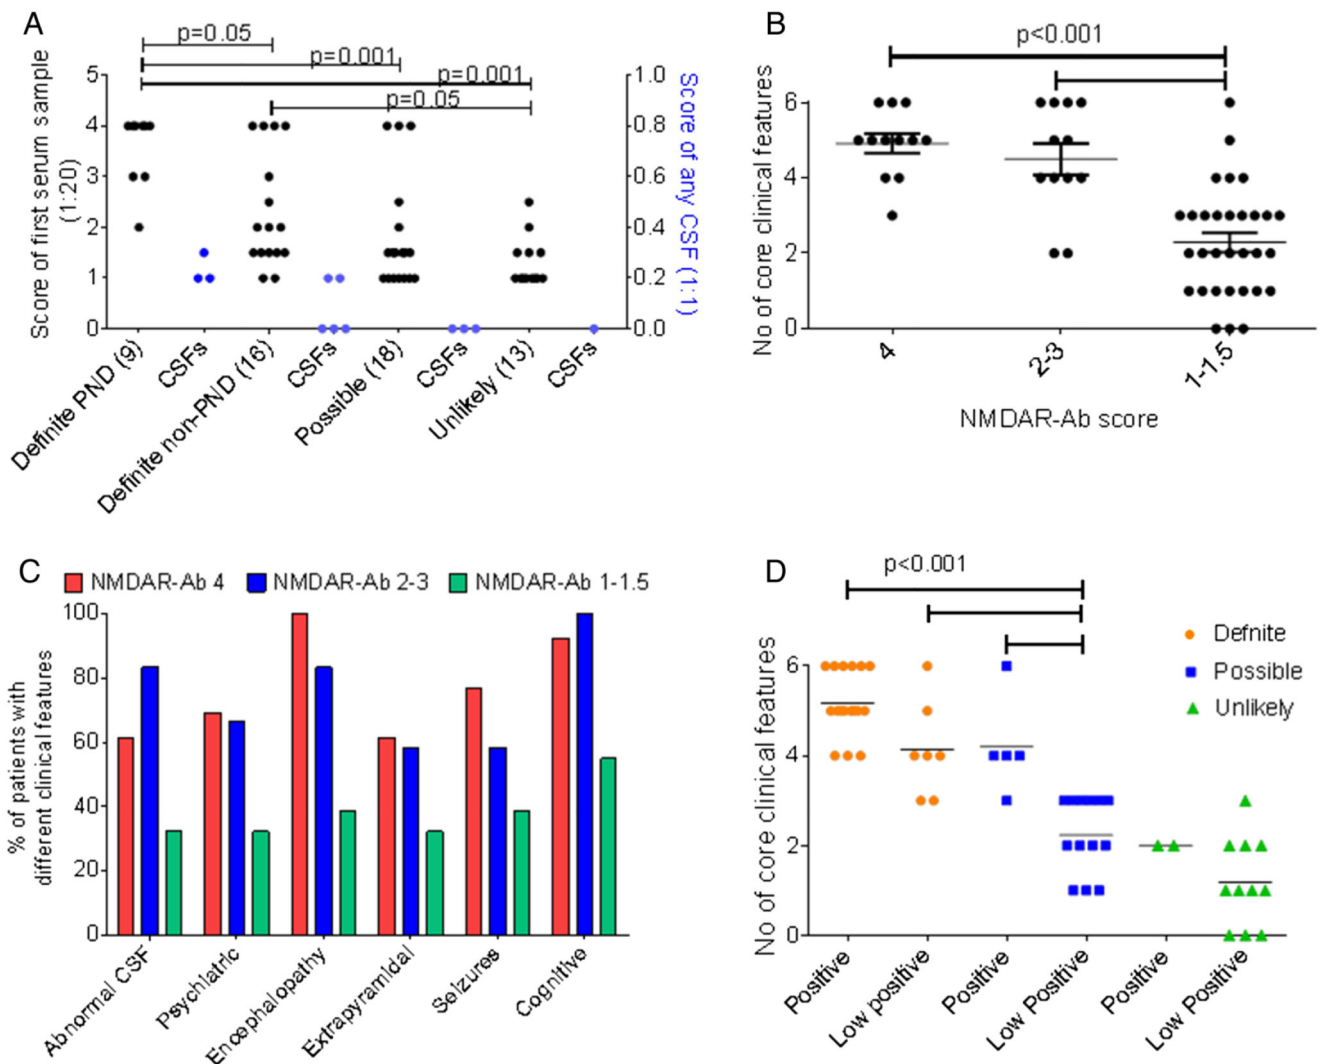 A
p=0.05
p=0.001
p=0.001
p=0.05
Score of first serum sample
(1:20)
5
4
3
2
1
0
1.0
0.8
0.6
0.4
0.2
0.0
Score of any CSF (1:1)
Definite PND (9)
CSFs
Definite non-PND (16)
CSFs
Possible (18)
CSFs
Unlikely (13)
CSFs
B
p<0.001
No of core clinical features
6
4
2
0
4
2-3
1-1.5
NMDAR-Ab score
C
NMDAR-Ab 4
NMDAR-Ab 2-3
NMDAR-Ab 1-1.5
% of patients with
different clinical features
100
80
60
40
20
0
Abnormal CSF
Psychiatric
Encephalopathy
Extrapyramidal
Seizures
Cognitive
D
p<0.001
Defnite
Possible
Unlikely
No of core clinical features
6
4
2
0
Positive
Low positive
Positive
Low Positive
Positive
Low Positive